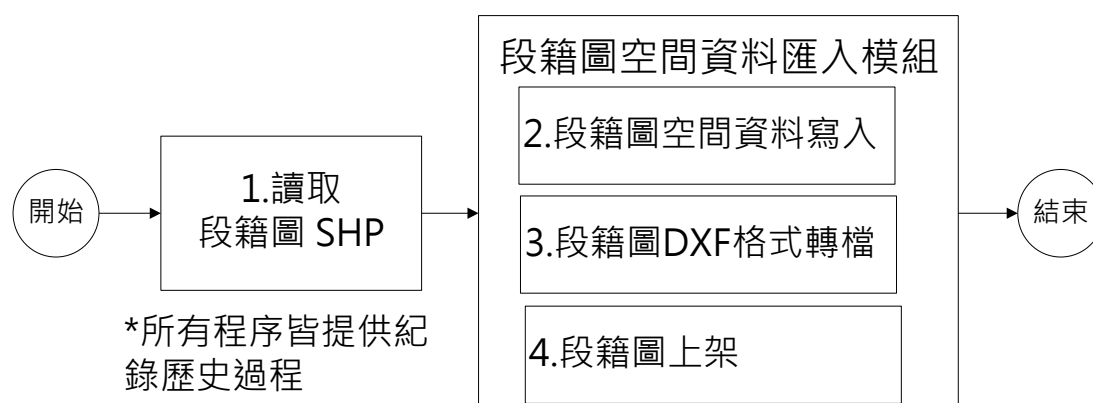 開始
1.讀取
段籍圖 SHP
*所有程序皆提供紀
錄歷史過程
段籍圖空間資料匯入模組
2.段籍圖空間資料寫入
3.段籍圖DXF格式轉檔
4.段籍圖上架
結束